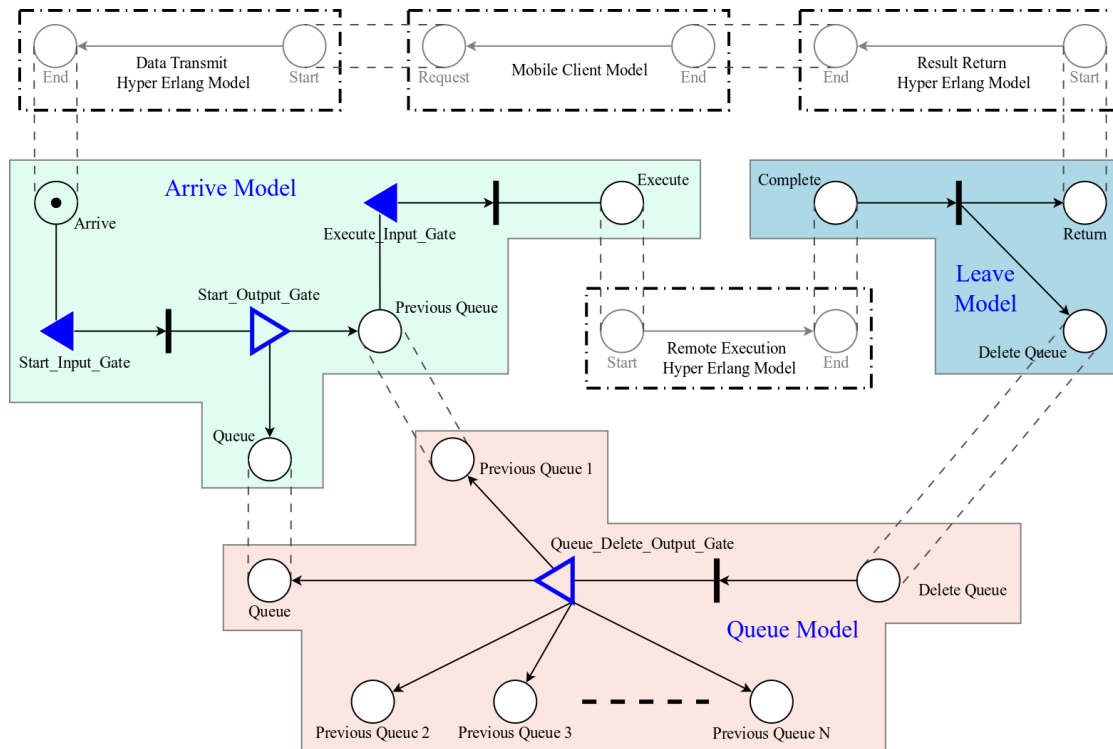 End
Data Transmit
Hyper Erlang Model
Start
Request
Mobile Client Model
End
End
Result Return
Hyper Erlang Model
Start
Arrive Model
Arrive
Execute_Input_Gate
Execute
Complete
Return
Leave
Model
Start_Output_Gate
Previous Queue
Start_Input_Gate
Start
Remote Execution
Hyper Erlang Model
End
Delete Queue
Queue
Previous Queue 1
Queue_Delete_Output_Gate
Queue
Delete Queue
Queue Model
Previous Queue 2
Previous Queue 3
Previous Queue N